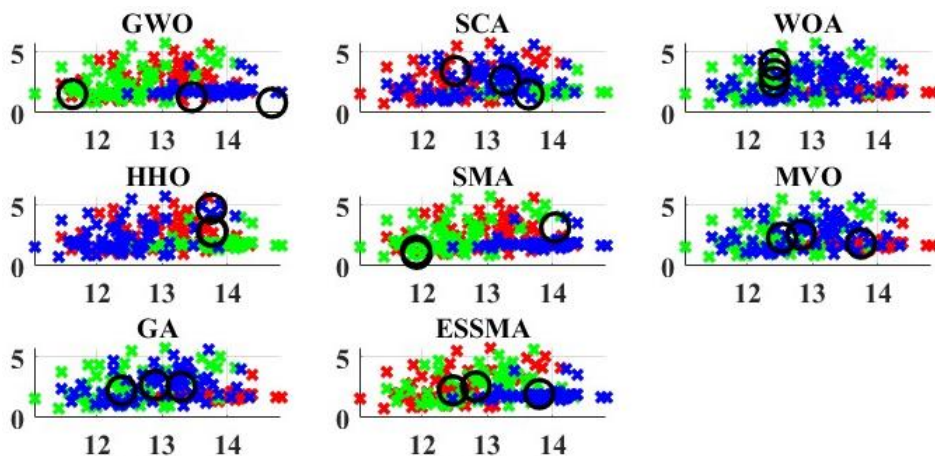 GWO SCA WOA
5 5 5
0 0 0
12 13 14 12 13 14 12 13 14
HHO SMA MVO
5 5 5
0 0 0
12 13 14 12 13 14 12 13 14
GA ESSMA
5 5
0 0
12 13 14 12 13 14